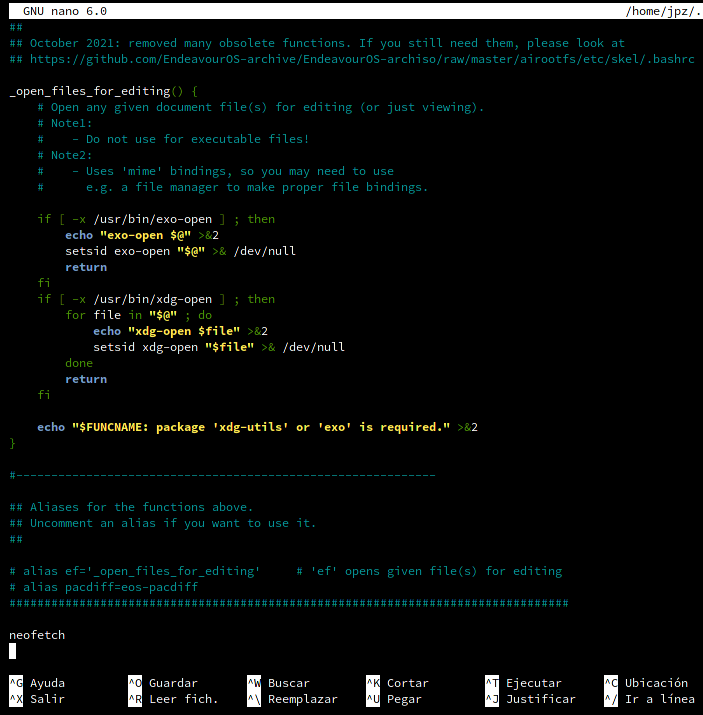 GNU nano 6.0 /home/jpz/.
##
## October 2021: removed many obsolete functions. If you still need them, please look at
## https://github.com/EndeavourOS-archive/EndeavourOS-archiso/raw/master/airootfs/etc/skel/.bashrc
_open_files_for_editing() {
# Open any given document file(s) for editing (or just viewing).
# Note1:
#    - Do not use for executable files!
# Note2:
#    - Uses 'mime' bindings, so you may need to use
#      e.g. a file manager to make proper file bindings.
if [ -x /usr/bin/exo-open ] ; then
echo "exo-open $@" >&2
setsid exo-open "$@" >& /dev/null
return
fi
if [ -x /usr/bin/xdg-open ] ; then
for file in "$@" ; do
echo "xdg-open $file" >&2
setsid xdg-open "$file" >& /dev/null
done
return
fi
echo "$FUNCNAME: package 'xdg-utils' or 'exo' is required." >&2
}
#------------------------------------------------------------
## Aliases for the functions above.
## Uncomment an alias if you want to use it.
##
# alias ef='_open_files_for_editing'     # 'ef' opens given file(s) for editing
# alias pacdiff=eos-pacdiff
################################################################################
neofetch
^G Ayuda ^O Guardar ^W Buscar ^K Cortar ^T Ejecutar ^C Ubicación
^X Salir ^R Leer fich. ^\ Reemplazar ^U Pegar ^J Justificar ^/ Ir a línea